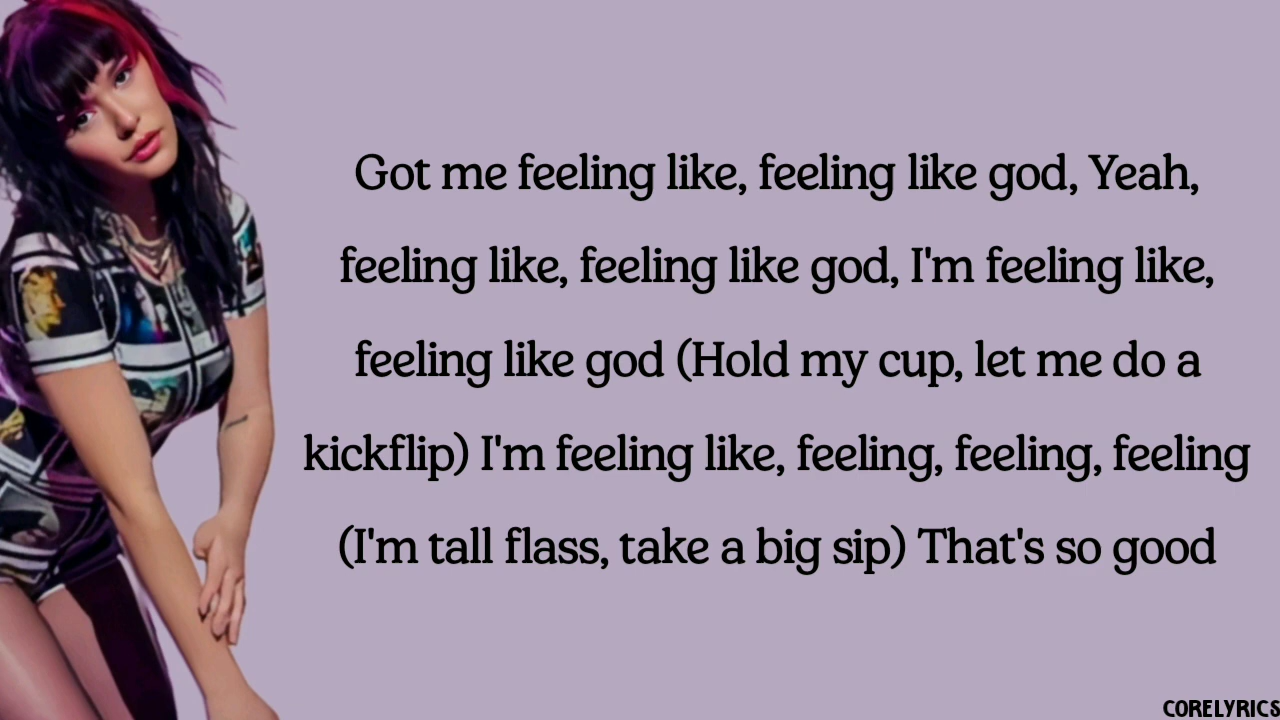 Got me feeling like, feeling like god, Yeah,
feeling like, feeling like god, I'm feeling like,
feeling like god (Hold my cup, let me do a
kickflip) I'm feeling like, feeling, feeling, feeling
(I'm tall flass, take a big sip) That's so good
CORELYRICS